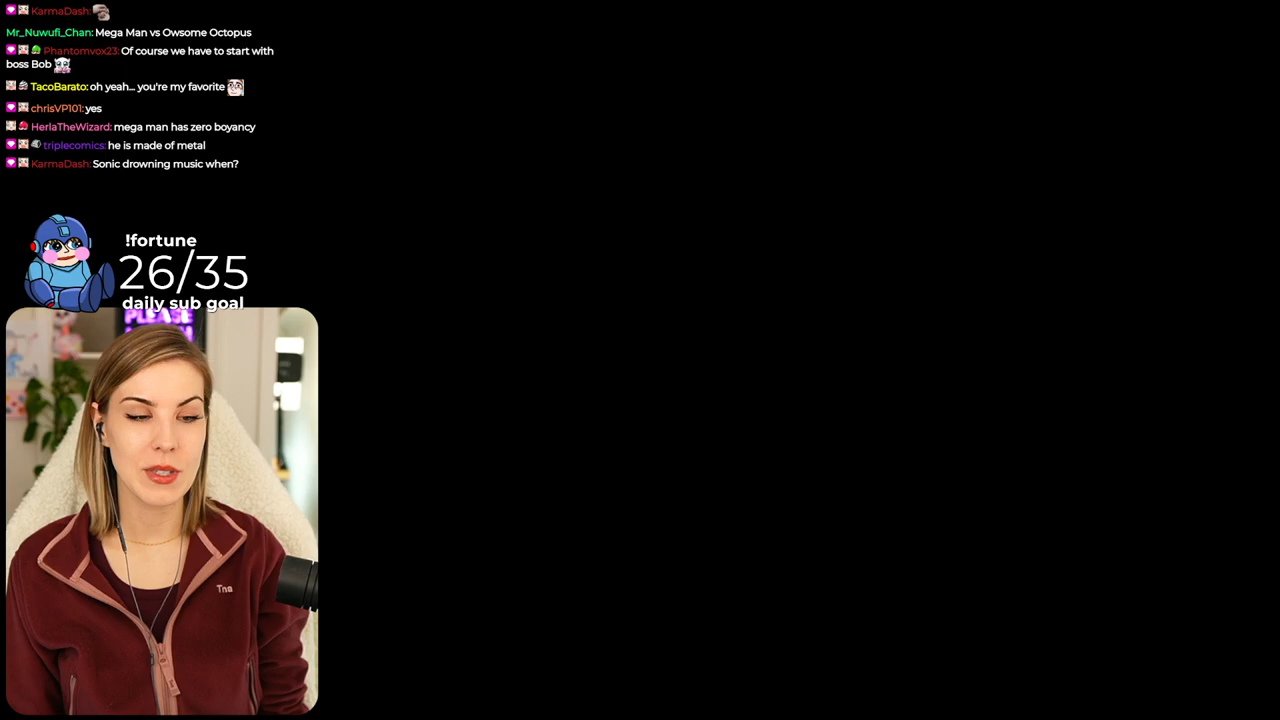 KarmaDash:
Mr_Nuwufi_Chan: Mega Man vs Owsome Octopus
Phantomvox23: Of course we have to start with
boss Bob
TacoBarato: oh yeah... you're my favorite
chrisVP101: yes
HerlaTheWizard: mega man has zero boyancy
triplecomics: he is made of metal
KarmaDash: Sonic drowning music when?
!fortune
26/35
daily sub goal
PLEASE
Tna